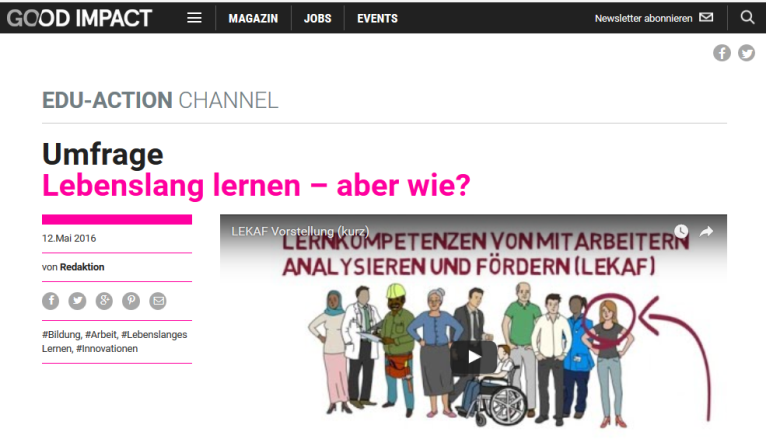 GOOD IMPACT
MAGAZIN
JOBS
EVENTS
Newsletter abonnieren
EDU-ACTION CHANNEL
Umfrage
Lebenslang lernen – aber wie?
12.Mai 2016
von Redaktion
#Bildung, #Arbeit, #Lebenslanges
Lernen, #Innovationen
LEKAF Vorstellung (kurz)
LERNKOMPETENZEN VON MITARBEITERN
ANALYSIEREN UND FÖRDERN (LEKAF)